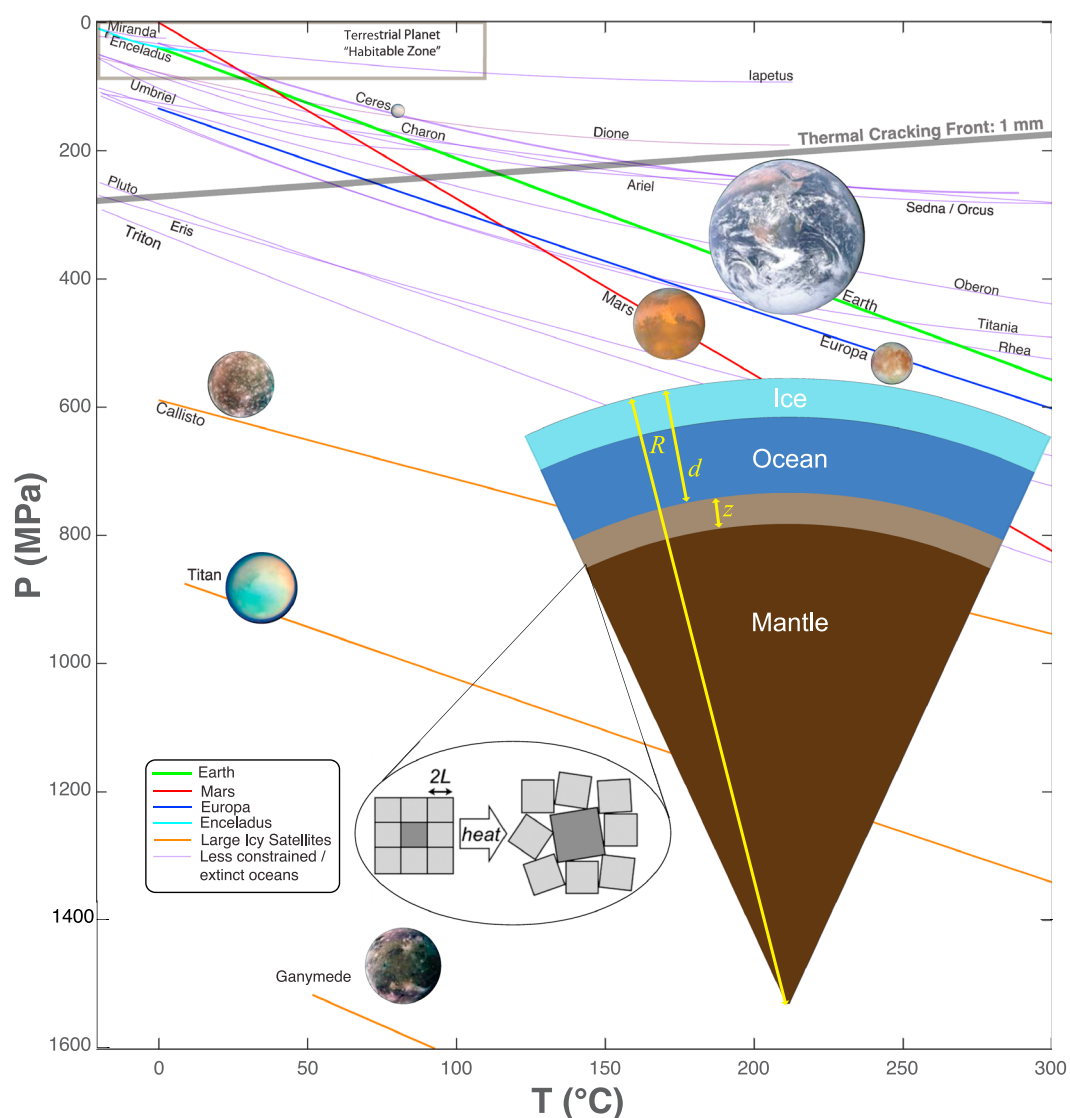 0
200
400
600
800
1000
1200
1400
1600
P (MPa)
Miranda
Enceladus
Terrestrial Planet
“Habitable Zone”
Iapetus
Umbriel
Ceres
Charon
Dione
Thermal Cracking Front: 1 mm
Ariel
Sedna / Orcus
Pluto
Eris
Triton
Oberon
Mars
Earth
Titania
Rhea
Europa
Callisto
Titan
Ganymede
Ice
Ocean
Mantle
R
d
z
2L
heat
Earth
Mars
Europa
Enceladus
Large Icy Satellites
Less constrained /
extinct oceans
0 50 100 150 200 250 300
T (°C)